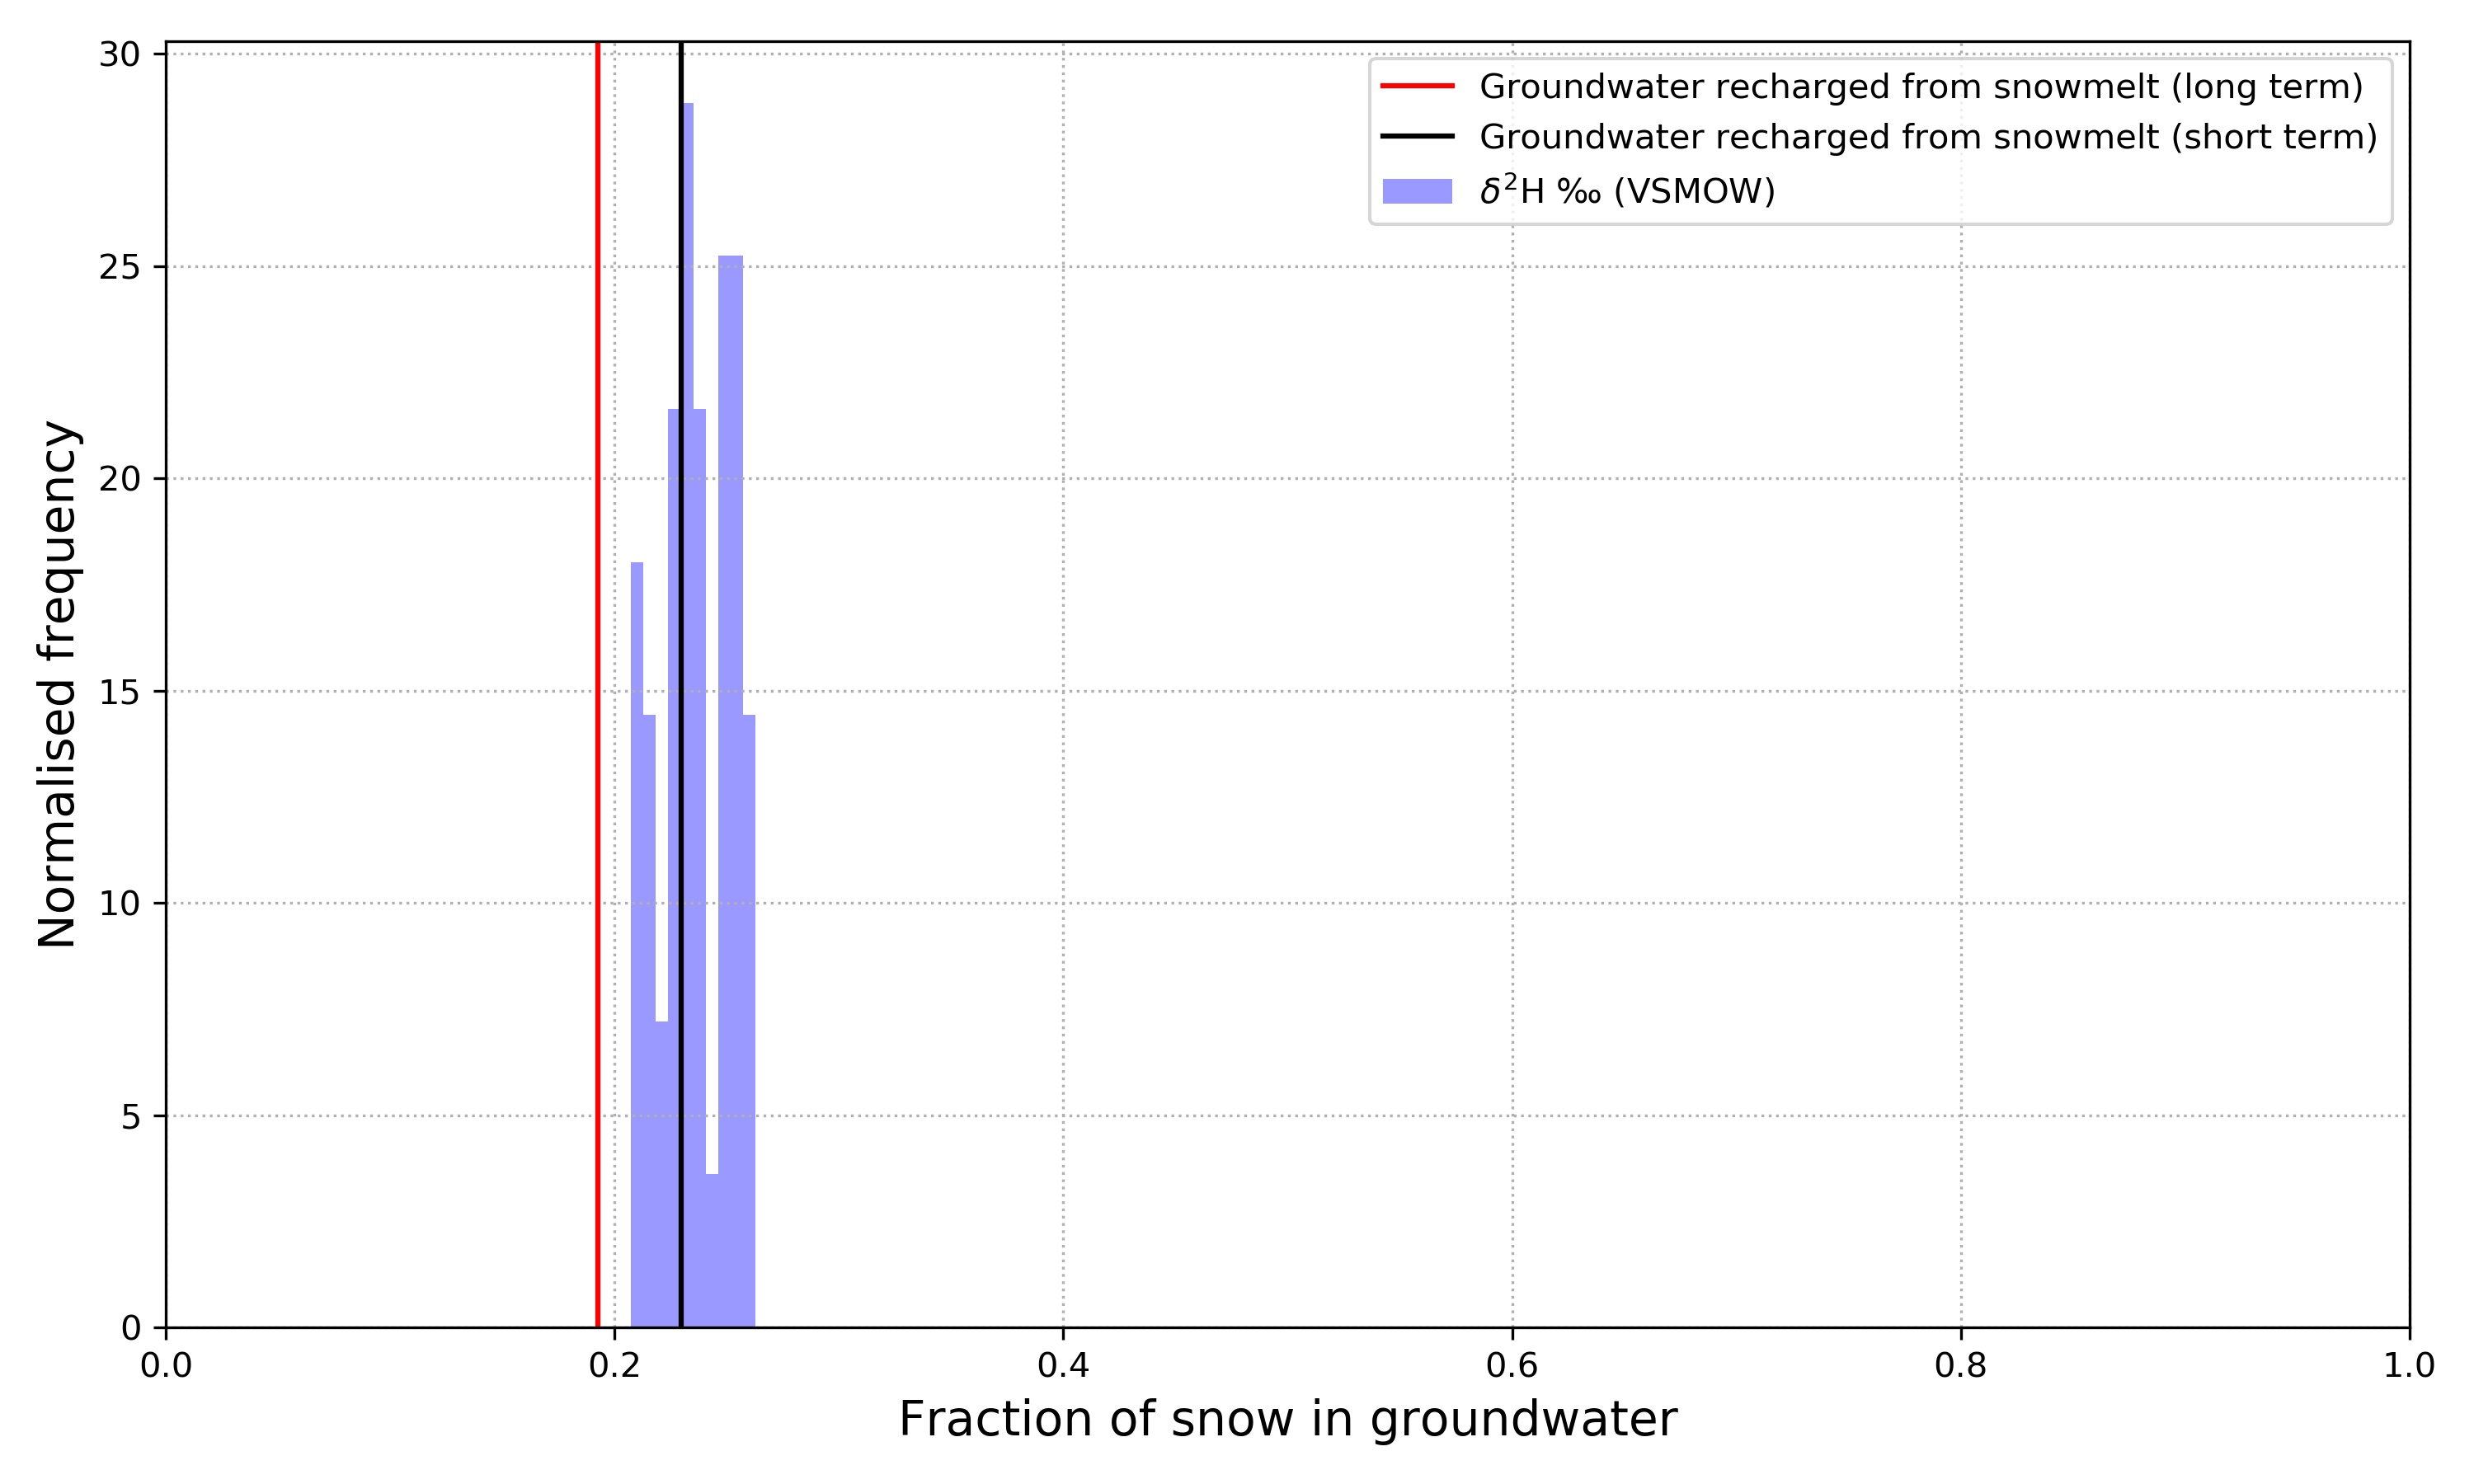 Groundwater recharged from snowmelt (long term)
Groundwater recharged from snowmelt (short term)
δ²H ‰ (VSMOW)
Normalised frequency
30
25
20
15
10
5
0
0.0 0.2 0.4 0.6 0.8 1.0
Fraction of snow in groundwater